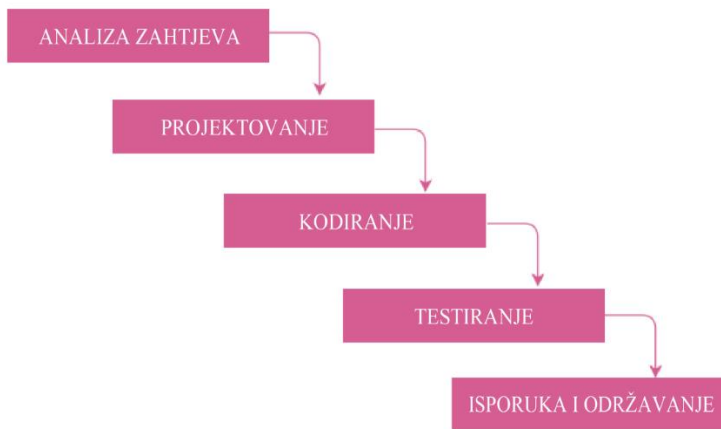 ANALIZA ZAHTJEVA
PROJEKTOVANJE
KODIRANJE
TESTIRANJE
ISPORUKA I ODRŽAVANJE